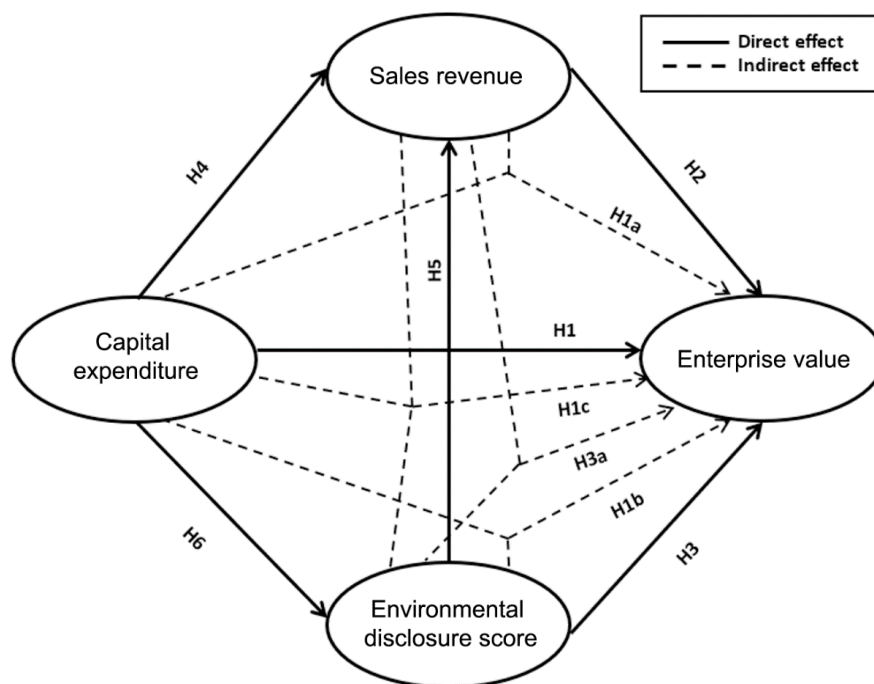 Sales revenue
Direct effect
Indirect effect
H4
H2
H1a
H5
H1
Capital
expenditure
Enterprise value
H1c
H3a
H1b
H6
H3
Environmental
disclosure score